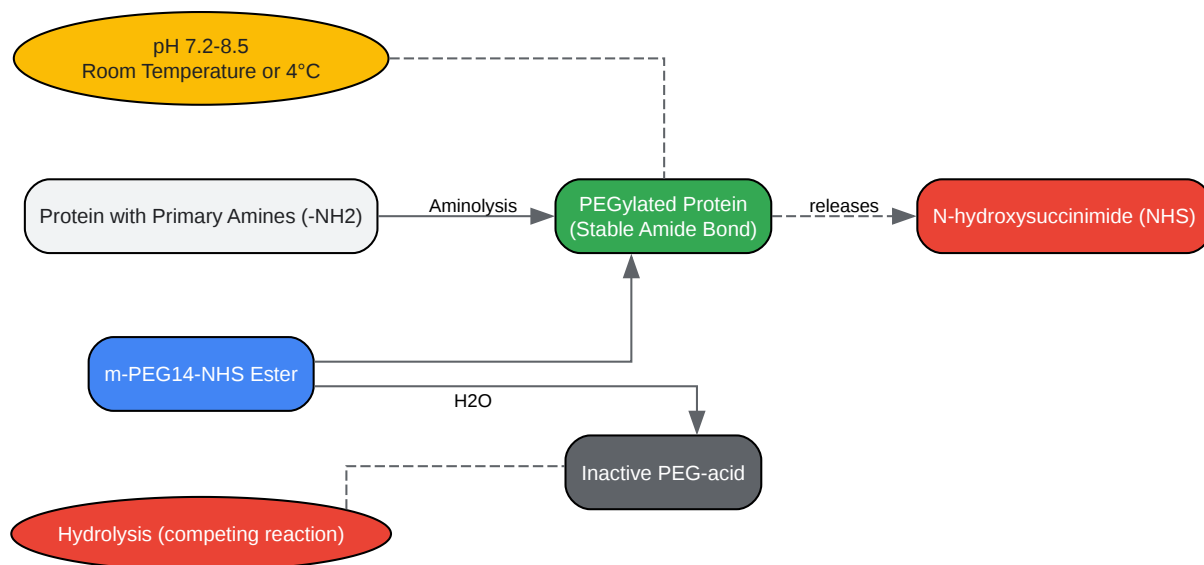 pH 7.2-8.5
Room Temperature or 4°C
Protein with Primary Amines (-NH2)
Aminolysis
PEGylated Protein
(Stable Amide Bond)
releases
N-hydroxysuccinimide (NHS)
m-PEG14-NHS Ester
H2O
Inactive PEG-acid
Hydrolysis (competing reaction)